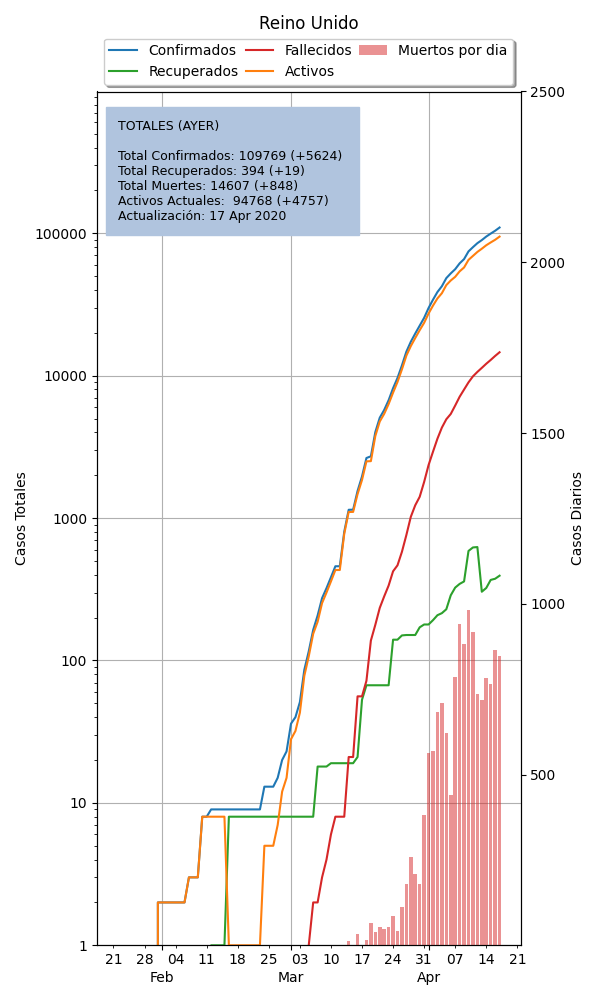 Reino Unido
Confirmados
Recuperados
Fallecidos
Activos
Muertos por dia
TOTALES (AYER)
Total Confirmados: 109769 (+5624)
Total Recuperados: 394 (+19)
Total Muertes: 14607 (+848)
Activos Actuales:  94768 (+4757)
Actualización: 17 Apr 2020
Casos Totales
100000
10000
1000
100
10
1
2500
2000
1500
1000
500
Casos Diarios
21 28 04 11 18 25 03 10 17 24 31 07 14 21
Feb Mar Apr